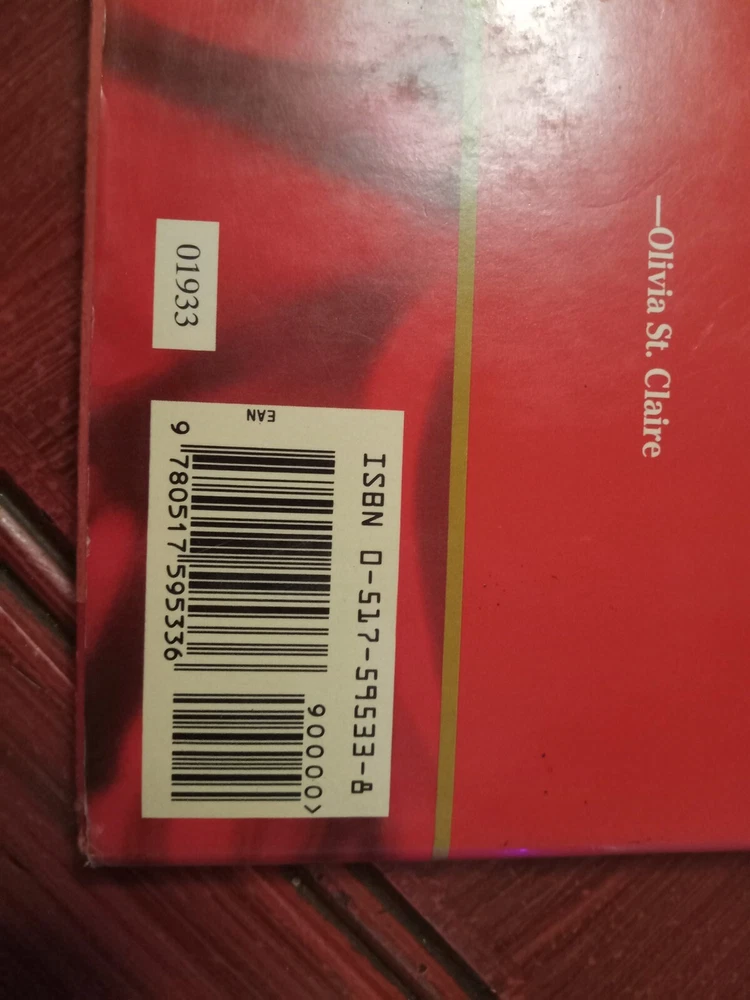 —Olivia St. Claire
ISBN 0-517-59533-8
90000>
EAN
9 780517 595336
01933